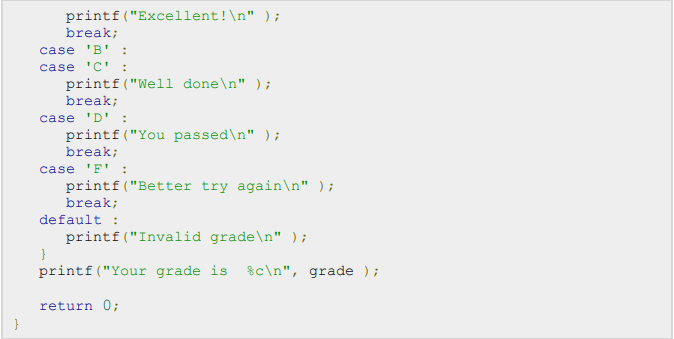 printf("Excellent!\n" );
break;
case 'B' :
case 'C' :
printf("Well done\n" );
break;
case 'D' :
printf("You passed\n" );
break;
case 'F' :
printf("Better try again\n" );
break;
default :
printf("Invalid grade\n" );
}
printf("Your grade is  %c\n", grade );
return 0;
}